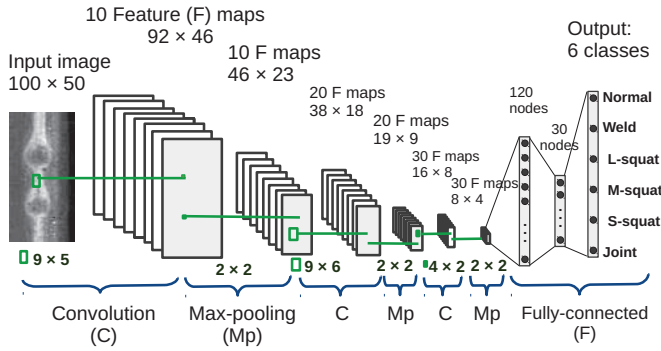 10 Feature (F) maps
92 × 46
Output:
6 classes
10 F maps
46 × 23
Input image
100 × 50
20 F maps
38 × 18
20 F maps
19 × 9
30 F maps
16 × 8
30 F maps
8 × 4
120
nodes
30
nodes
Normal
Weld
L-squat
M-squat
S-squat
Joint
9 × 5
2 × 2
9 × 6
2 × 2
4 × 2
2 × 2
Convolution
(C)
Max-pooling
(Mp)
C
Mp
C
Mp
Fully-connected
(F)